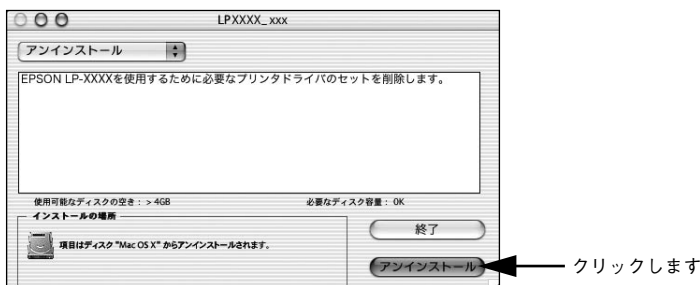 LPXXXX_xxx
アンインストール
EPSON LP-XXXXを使用するために必要なプリンタドライバのセットを削除します。
使用可能なディスクの空き： > 4GB 必要なディスク容量： 0K
インストールの場所
項目はディスク "Mac OS X" からアンインストールされます。
終了
アンインストール
クリックします